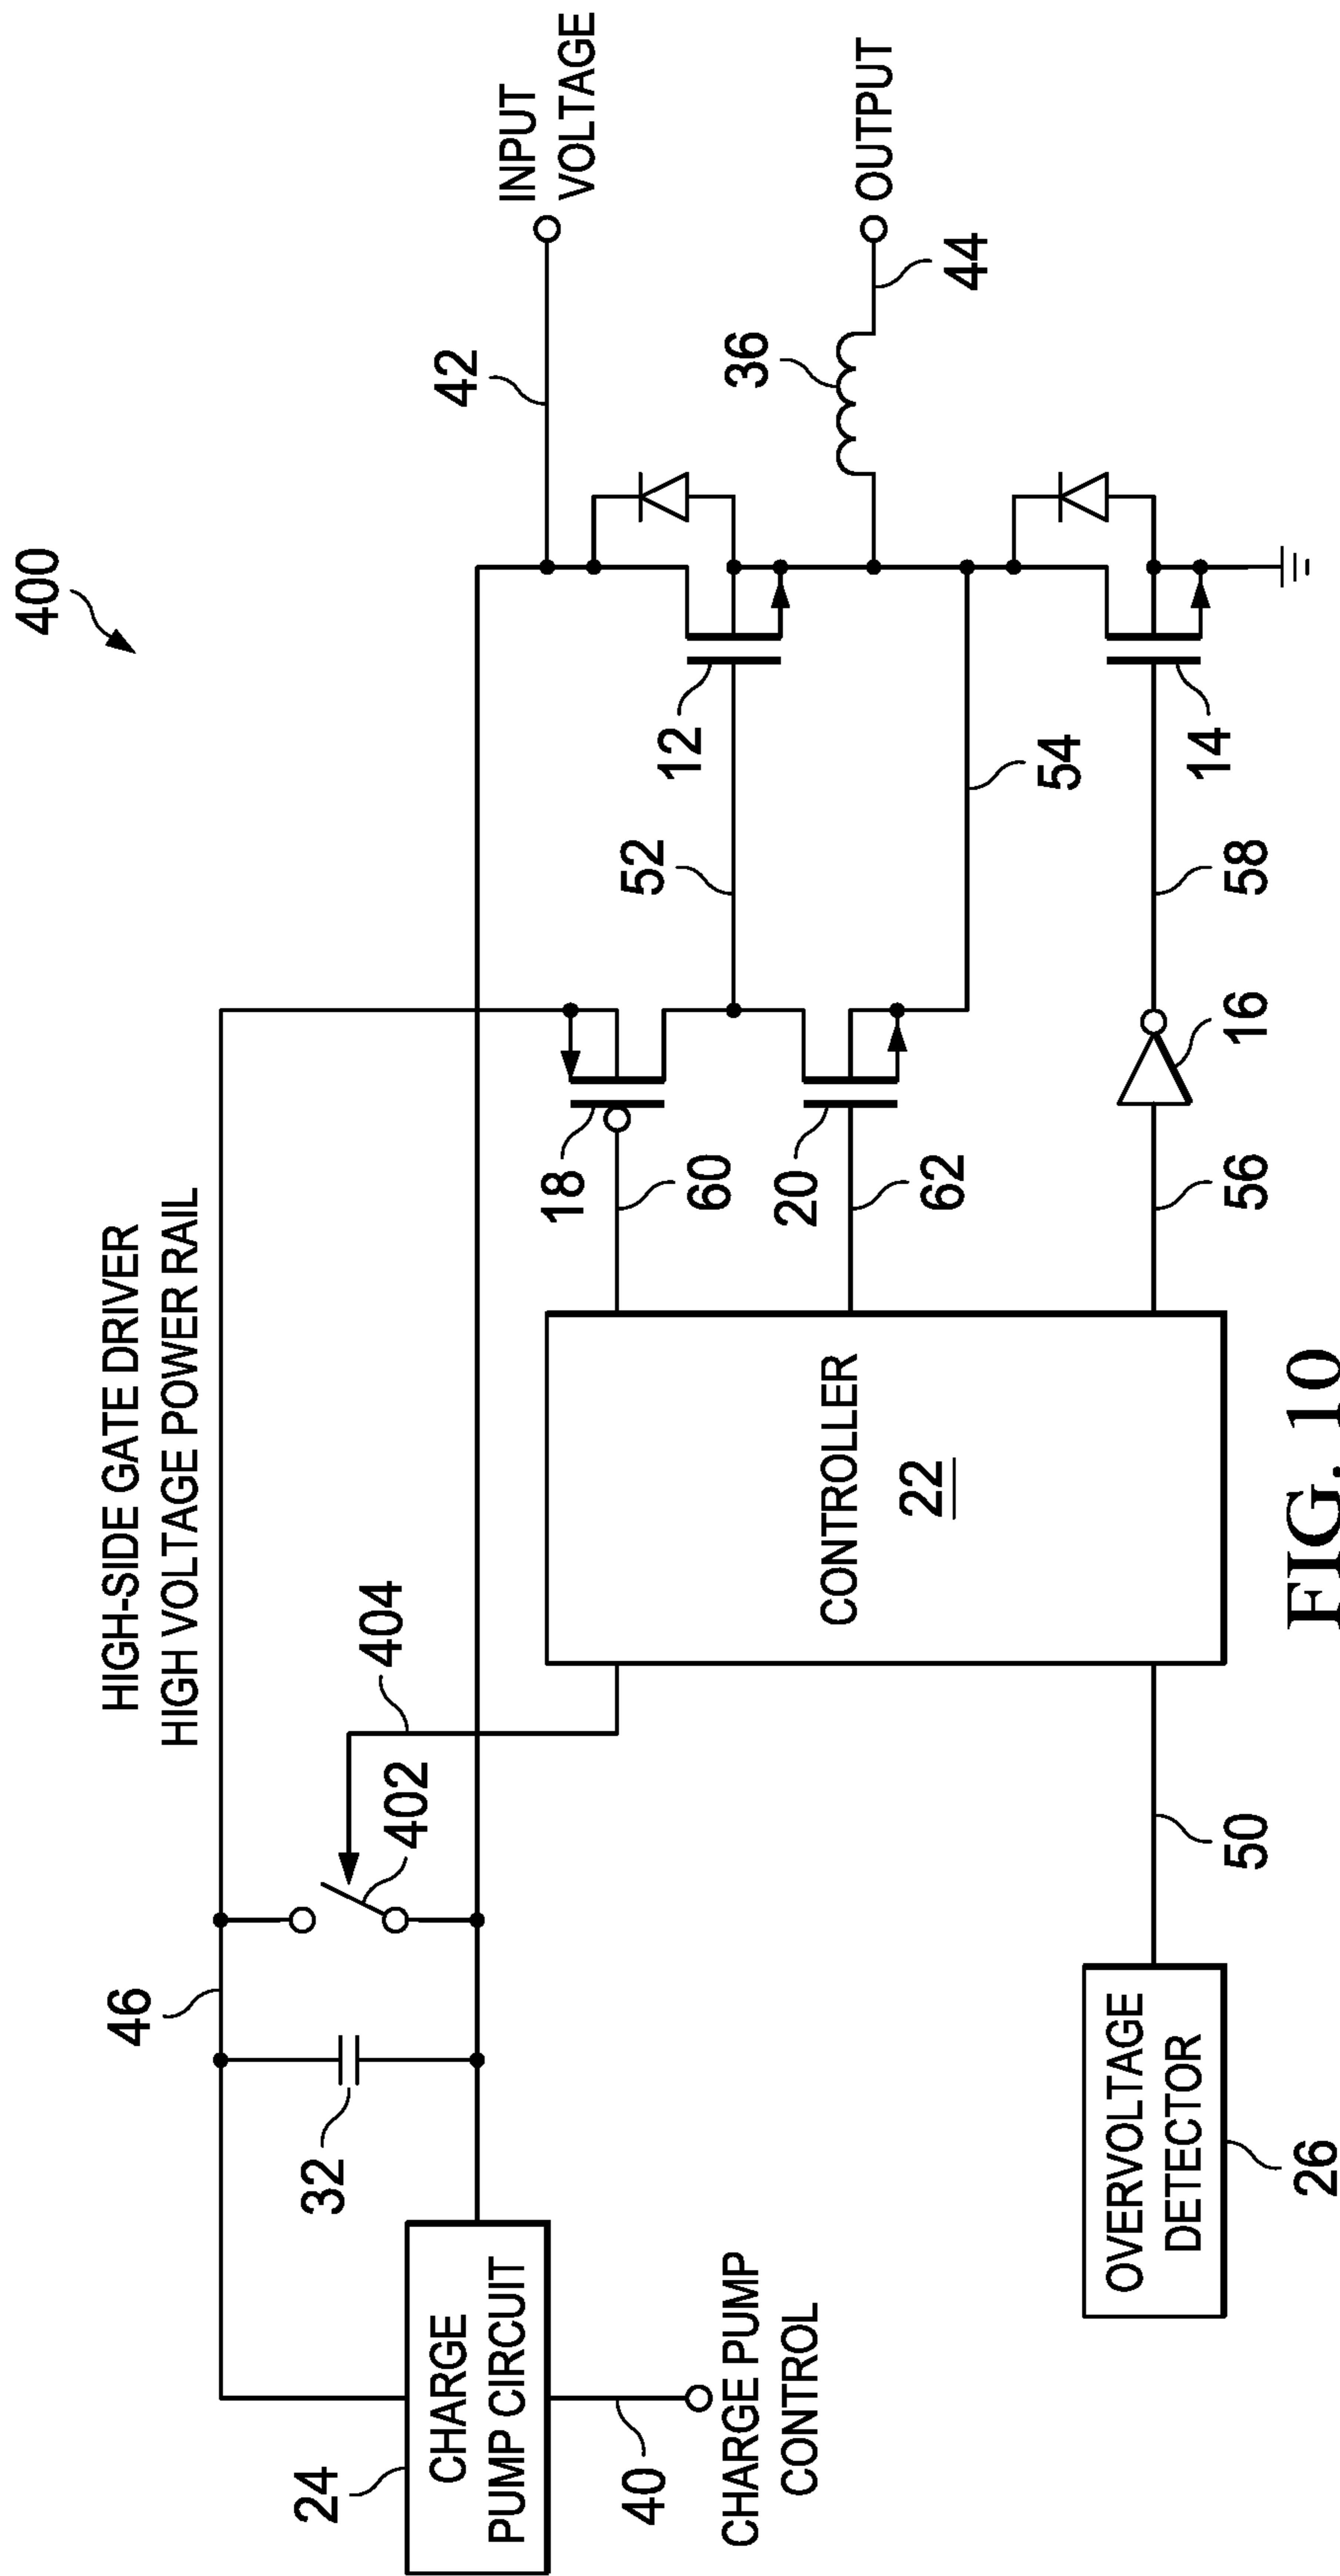 400
HIGH-SIDE GATE DRIVER
HIGH VOLTAGE POWER RAIL
46
24
CHARGE
PUMP CIRCUIT
32
402
404
40
CHARGE PUMP
CONTROL
42
INPUT
VOLTAGE
18
60
52
12
36
OUTPUT
44
20
62
54
CONTROLLER
22
OVERVOLTAGE
DETECTOR
26
50
56
16
58
14
FIG. 10